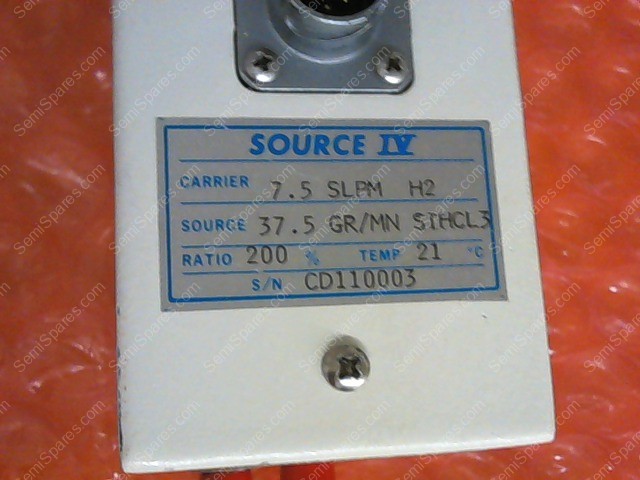 SOURCE IV
CARRIER 7.5 SLPM H2
SOURCE 37.5 GR/MN SIHCL3
RATIO 200 % TEMP 21 °C
S/N CD110003
SemiSpares.com